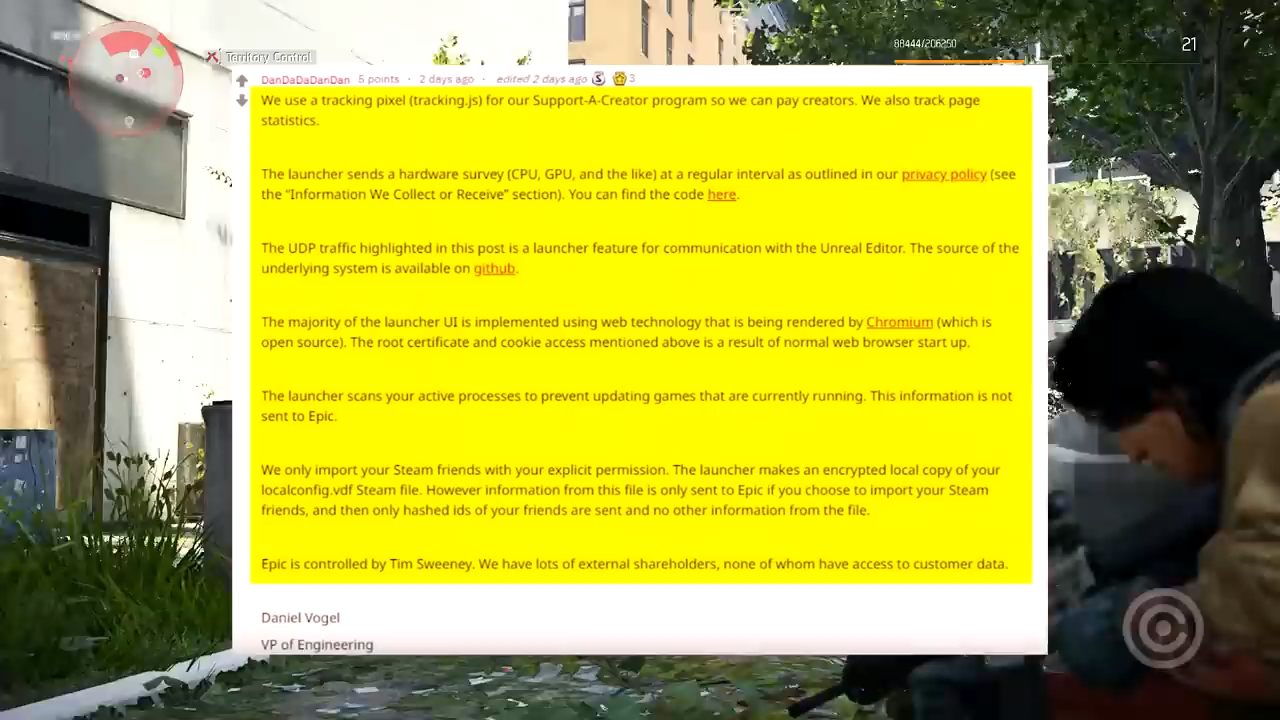 88444/206250
21
Territory Control
DanDaDaDanDan 5 points · 2 days ago · edited 2 days ago 3
We use a tracking pixel (tracking.js) for our Support-A-Creator program so we can pay creators. We also track page
statistics.
The launcher sends a hardware survey (CPU, GPU, and the like) at a regular interval as outlined in our privacy policy (see
the “Information We Collect or Receive” section). You can find the code here.
The UDP traffic highlighted in this post is a launcher feature for communication with the Unreal Editor. The source of the
underlying system is available on github.
The majority of the launcher UI is implemented using web technology that is being rendered by Chromium (which is
open source). The root certificate and cookie access mentioned above is a result of normal web browser start up.
The launcher scans your active processes to prevent updating games that are currently running. This information is not
sent to Epic.
We only import your Steam friends with your explicit permission. The launcher makes an encrypted local copy of your
localconfig.vdf Steam file. However information from this file is only sent to Epic if you choose to import your Steam
friends, and then only hashed ids of your friends are sent and no other information from the file.
Epic is controlled by Tim Sweeney. We have lots of external shareholders, none of whom have access to customer data.
Daniel Vogel
VP of Engineering